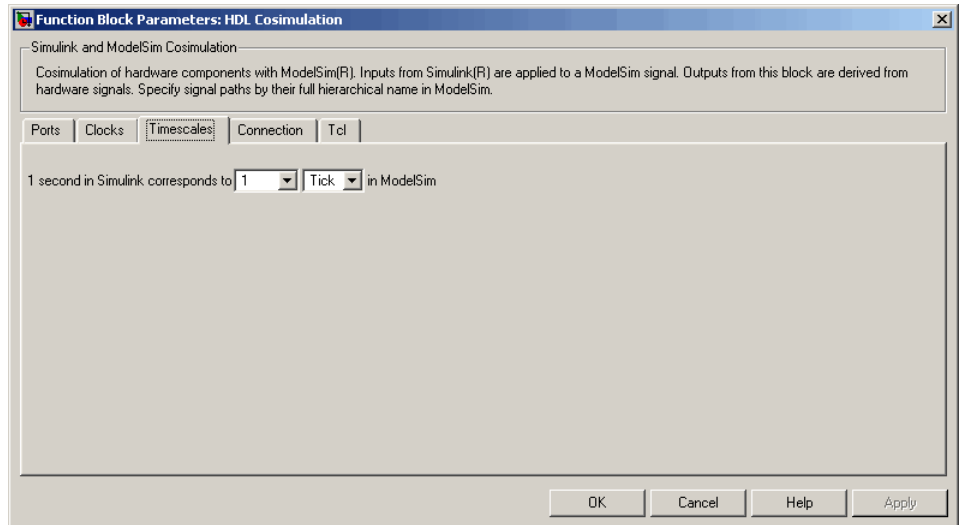 Function Block Parameters: HDL Cosimulation
Simulink and ModelSim Cosimulation
Cosimulation of hardware components with ModelSim(R). Inputs from Simulink(R) are applied to a ModelSim signal. Outputs from this block are derived from
hardware signals. Specify signal paths by their full hierarchical name in ModelSim.
Ports Clocks Timescales Connection Tcl
1 second in Simulink corresponds to 1 Tick in ModelSim
OK Cancel Help Apply